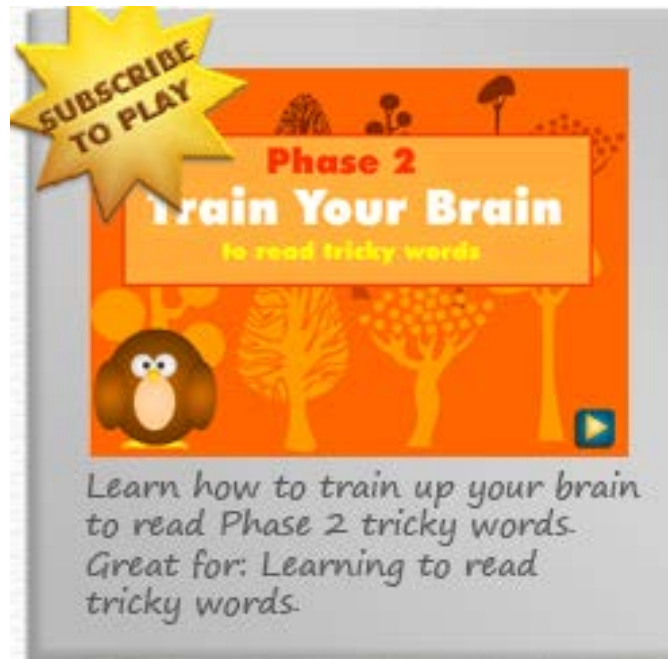 SUBSCRIBE
TO PLAY
Phase 2
Train Your Brain
to read tricky words
Learn how to train up your brain
to read Phase 2 tricky words.
Great for: Learning to read
tricky words.